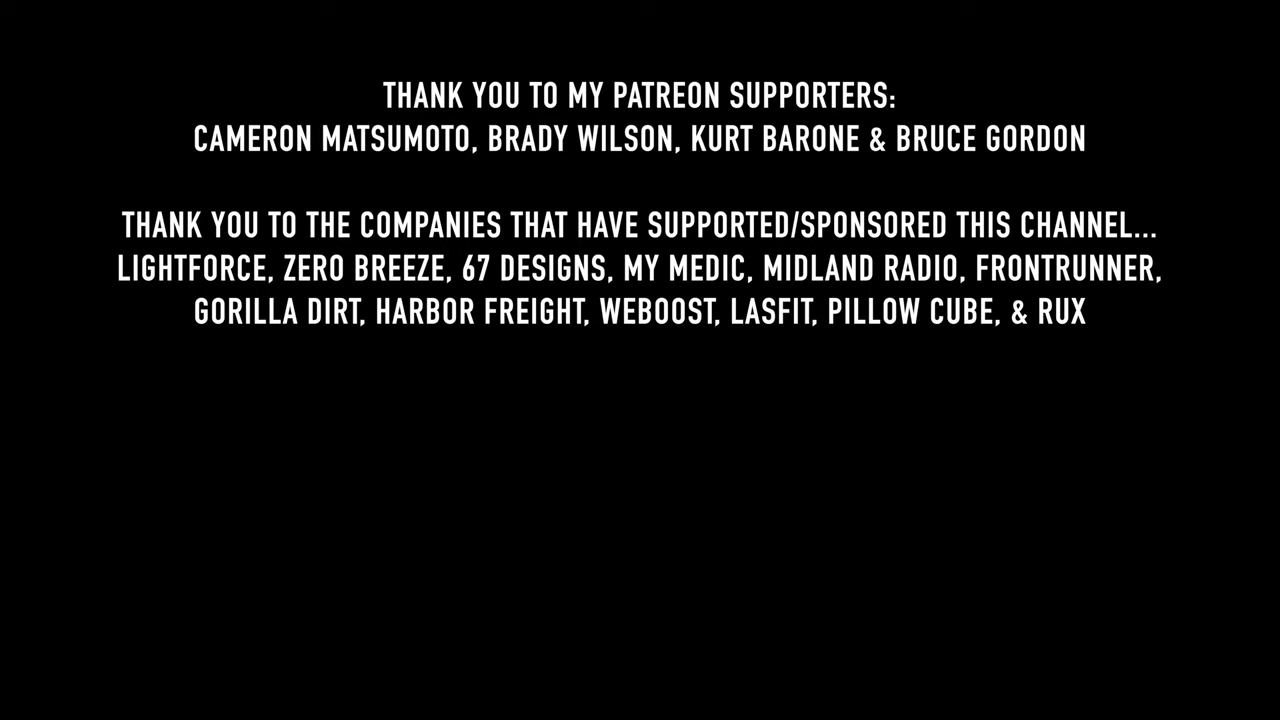 THANK YOU TO MY PATREON SUPPORTERS:
CAMERON MATSUMOTO, BRADY WILSON, KURT BARONE & BRUCE GORDON
THANK YOU TO THE COMPANIES THAT HAVE SUPPORTED/SPONSORED THIS CHANNEL...
LIGHTFORCE, ZERO BREEZE, 67 DESIGNS, MY MEDIC, MIDLAND RADIO, FRONTRUNNER,
GORILLA DIRT, HARBOR FREIGHT, WEBOOST, LASFIT, PILLOW CUBE, & RUX